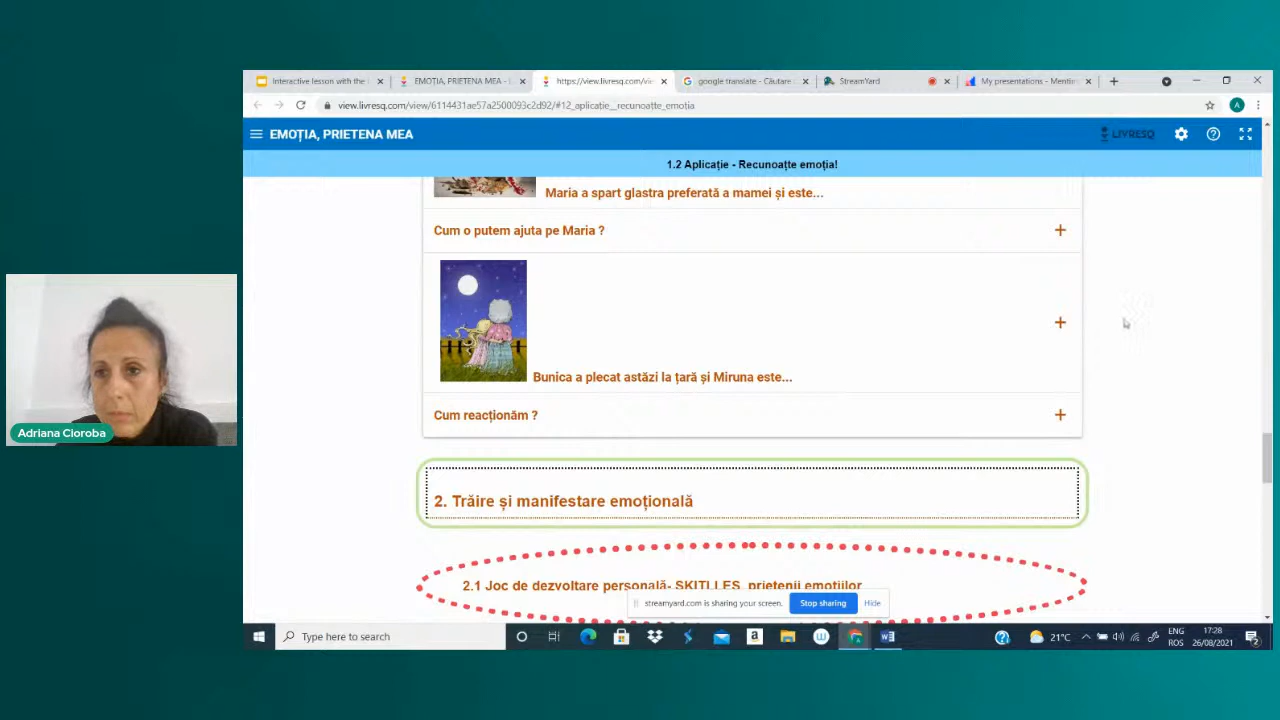 Interactive lesson with the
EMOȚIA, PRIETENA MEA -
https://view.livresq.com/vie
google translate - Căutare
StreamYard
My presentations - Mentim
view.livresq.com/view/6114431ae57a2500093c2d92/#12_aplicație__recunoațte_emoția
A
EMOȚIA, PRIETENA MEA
LIVRESQ
1.2 Aplicație - Recunoațte emoția!
Maria a spart glastra preferată a mamei și este...
Cum o putem ajuta pe Maria ?
Bunica a plecat astăzi la țară și Miruna este...
Cum reacționăm ?
Adriana Cioroba
2. Trăire și manifestare emoțională
2.1 Joc de dezvoltare personală- SKITLLES, prietenii emoțiilor
streamyard.com is sharing your screen.
Stop sharing
Hide
Type here to search
21°C
ENG
ROS
17:28
26/08/2021
2